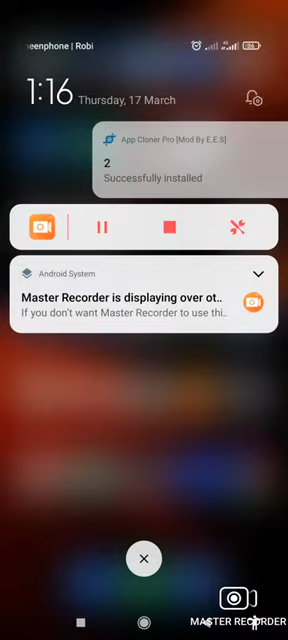 eenphone | Robi
1:16 Thursday, 17 March
App Cloner Pro [Mod By E.E.S]
2
Successfully installed
Android System
Master Recorder is displaying over ot..
If you don't want Master Recorder to use thi..
MASTER RECORDER